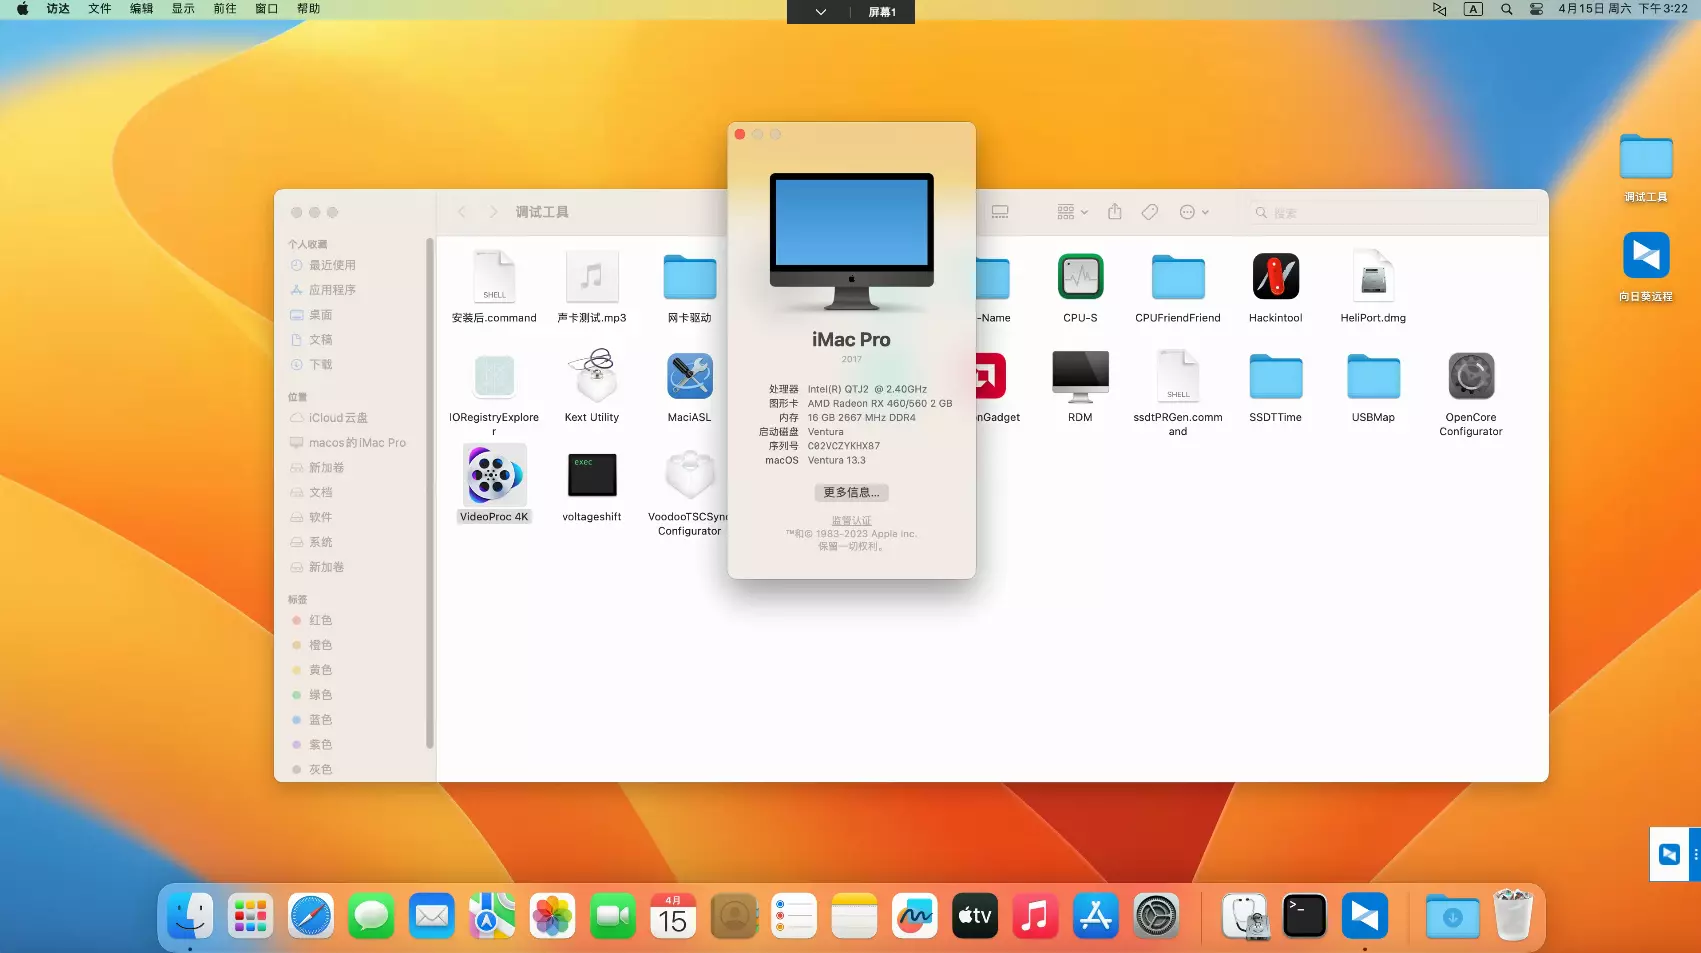 访达 文件 编辑 显示 前往 窗口 帮助
屏幕1
A
4月15日 周六 下午3:22
调试工具
向日葵远程
调试工具
搜索
个人收藏
最近使用
应用程序
桌面
文稿
下载
位置
iCloud云盘
macos的iMac Pro
新加卷
文档
软件
系统
新加卷
标签
红色
橙色
黄色
绿色
蓝色
紫色
灰色
SHELL
安装后.command
声卡测试.mp3
网卡驱动
-Name
CPU-S
CPUFriendFriend
Hackintool
HeliPort.dmg
IORegistryExplore
r
Kext Utility
MaciASL
nGadget
RDM
SHELL
ssdtPRGen.comm
and
SSDTTime
USBMap
OpenCore
Configurator
VideoProc 4K
exec
voltageshift
VoodooTSCSync
Configurator
iMac Pro
2017
处理器 Intel(R) QTJ2 @ 2.40GHz
图形卡 AMD Radeon RX 460/560 2 GB
内存 16 GB 2667 MHz DDR4
启动磁盘 Ventura
序列号 C02VCZYKHX87
macOS Ventura 13.3
更多信息...
监管认证
™和© 1983-2023 Apple Inc.
保留一切权利。
4月
15
tv
>_